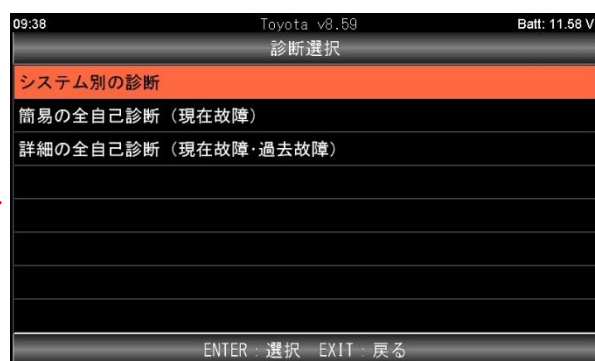 09:38 Toyota v8.59 Batt: 11.58 V
診断選択
システム別の診断
簡易の全自己診断（現在故障）
詳細の全自己診断（現在故障･過去故障）
ENTER：選択 EXIT：戻る